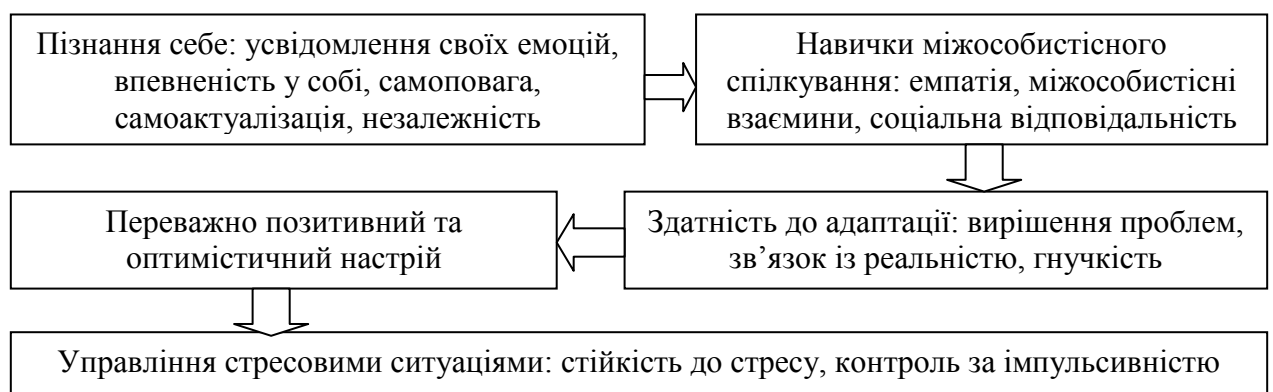 Пізнання себе: усвідомлення своїх емоцій,
впевненість у собі, самоповага,
самоактуалізація, незалежність
Навички міжособистісного
спілкування: емпатія, міжособистісні
взаємини, соціальна відповідальність
Здатність до адаптації: вирішення проблем,
зв’язок із реальністю, гнучкість
Переважно позитивний та
оптимістичний настрій
Управління стресовими ситуаціями: стійкість до стресу, контроль за імпульсивністю